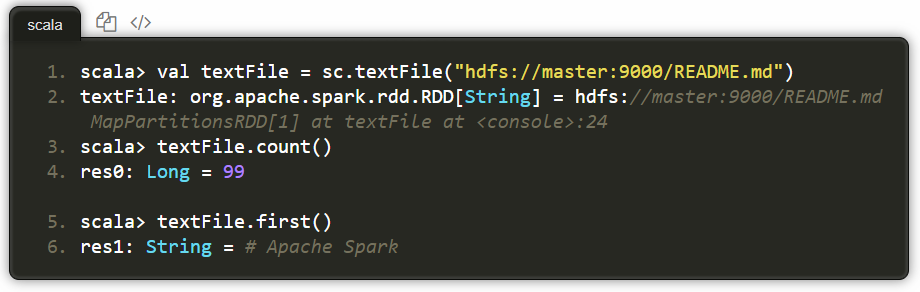 scala
1. scala> val textFile = sc.textFile("hdfs://master:9000/README.md")
2. textFile: org.apache.spark.rdd.RDD[String] = hdfs://master:9000/README.md
MapPartitionsRDD[1] at textFile at <console>:24
3. scala> textFile.count()
4. res0: Long = 99
5. scala> textFile.first()
6. res1: String = # Apache Spark